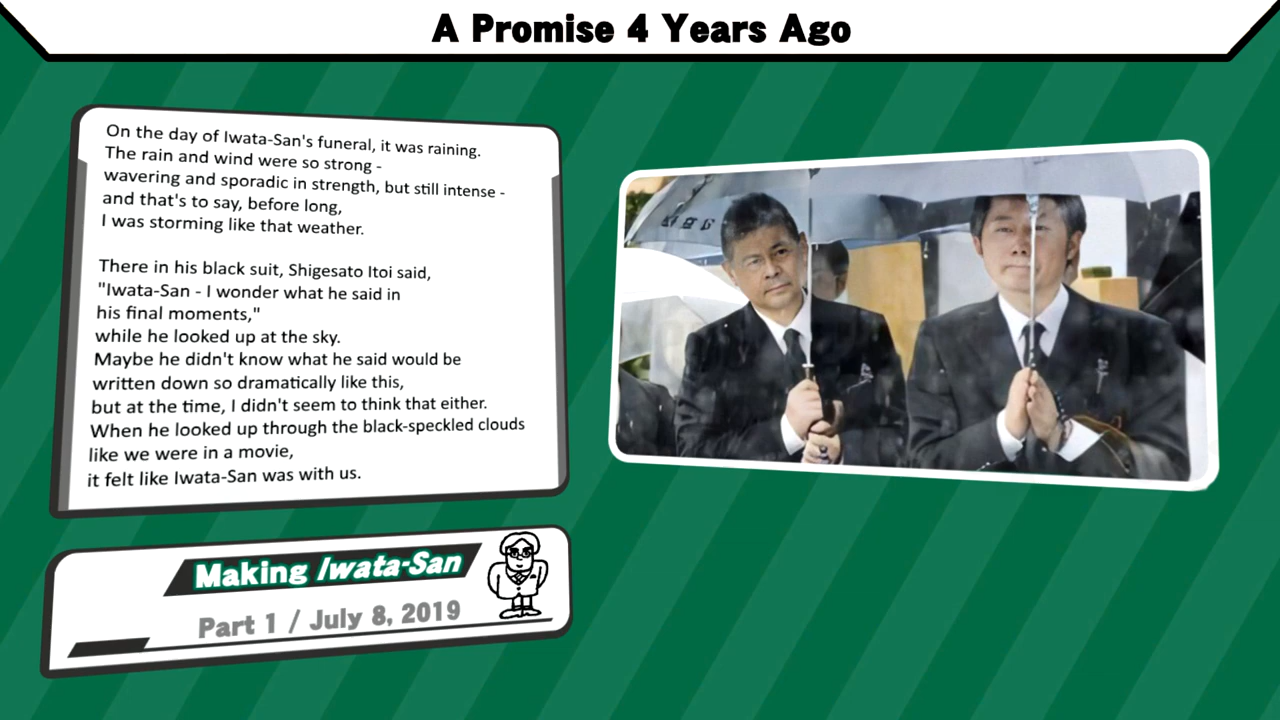 A Promise 4 Years Ago
On the day of Iwata-San's funeral, it was raining.
The rain and wind were so strong -
wavering and sporadic in strength, but still intense -
and that's to say, before long,
I was storming like that weather.
There in his black suit, Shigesato Itoi said,
"Iwata-San - I wonder what he said in
his final moments,"
while he looked up at the sky.
Maybe he didn't know what he said would be
written down so dramatically like this,
but at the time, I didn't seem to think that either.
When he looked up through the black-speckled clouds
like we were in a movie,
it felt like Iwata-San was with us.
Making Iwata-San
Part 1 / July 8, 2019